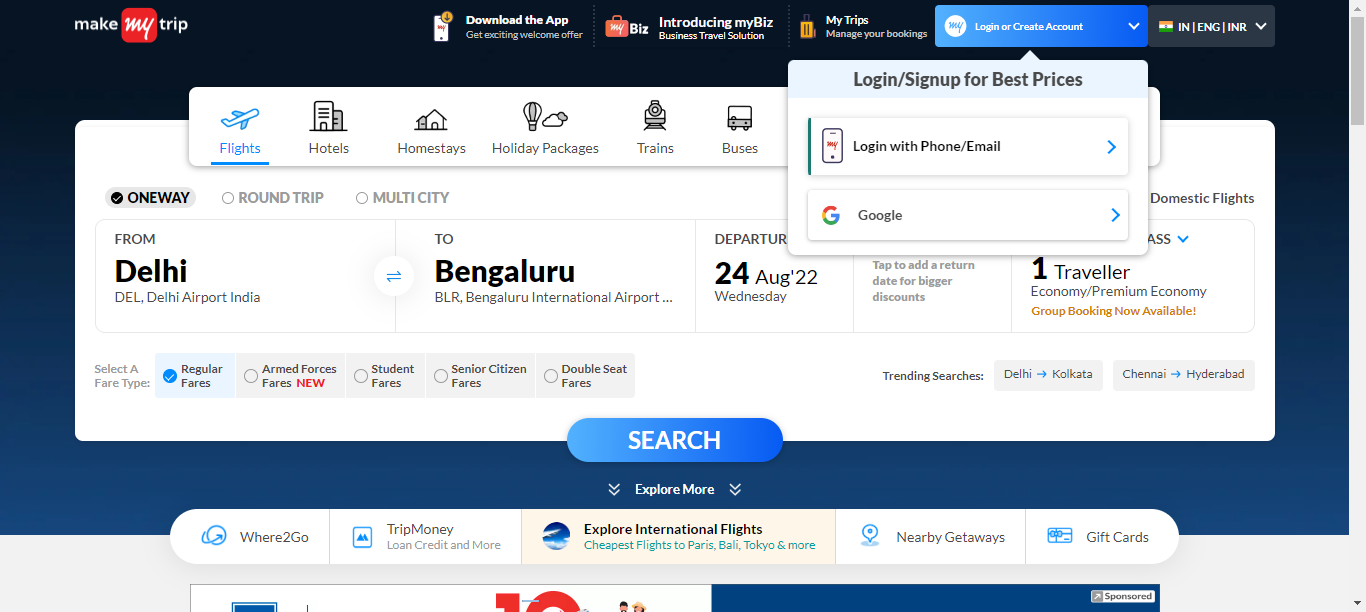 make my trip
Download the App
Get exciting welcome offer
my Biz
Introducing myBiz
Business Travel Solution
My Trips
Manage your bookings
my Login or Create Account
IN | ENG | INR
Login/Signup for Best Prices
my Login with Phone/Email
Google
Flights
Hotels
Homestays
Holiday Packages
Trains
Buses
ONEWAY
ROUND TRIP
MULTI CITY
Domestic Flights
FROM
Delhi
DEL, Delhi Airport India
TO
Bengaluru
BLR, Bengaluru International Airport ...
DEPARTUR
24 Aug'22
Wednesday
Tap to add a return
date for bigger
discounts
ASS
1 Traveller
Economy/Premium Economy
Group Booking Now Available!
Select A
Fare Type:
Regular
Fares
Armed Forces
Fares NEW
Student
Fares
Senior Citizen
Fares
Double Seat
Fares
Trending Searches:
Delhi → Kolkata
Chennai → Hyderabad
SEARCH
Explore More
Where2Go
TripMoney
Loan Credit and More
Explore International Flights
Cheapest Flights to Paris, Bali, Tokyo & more
Nearby Getaways
Gift Cards
Sponsored